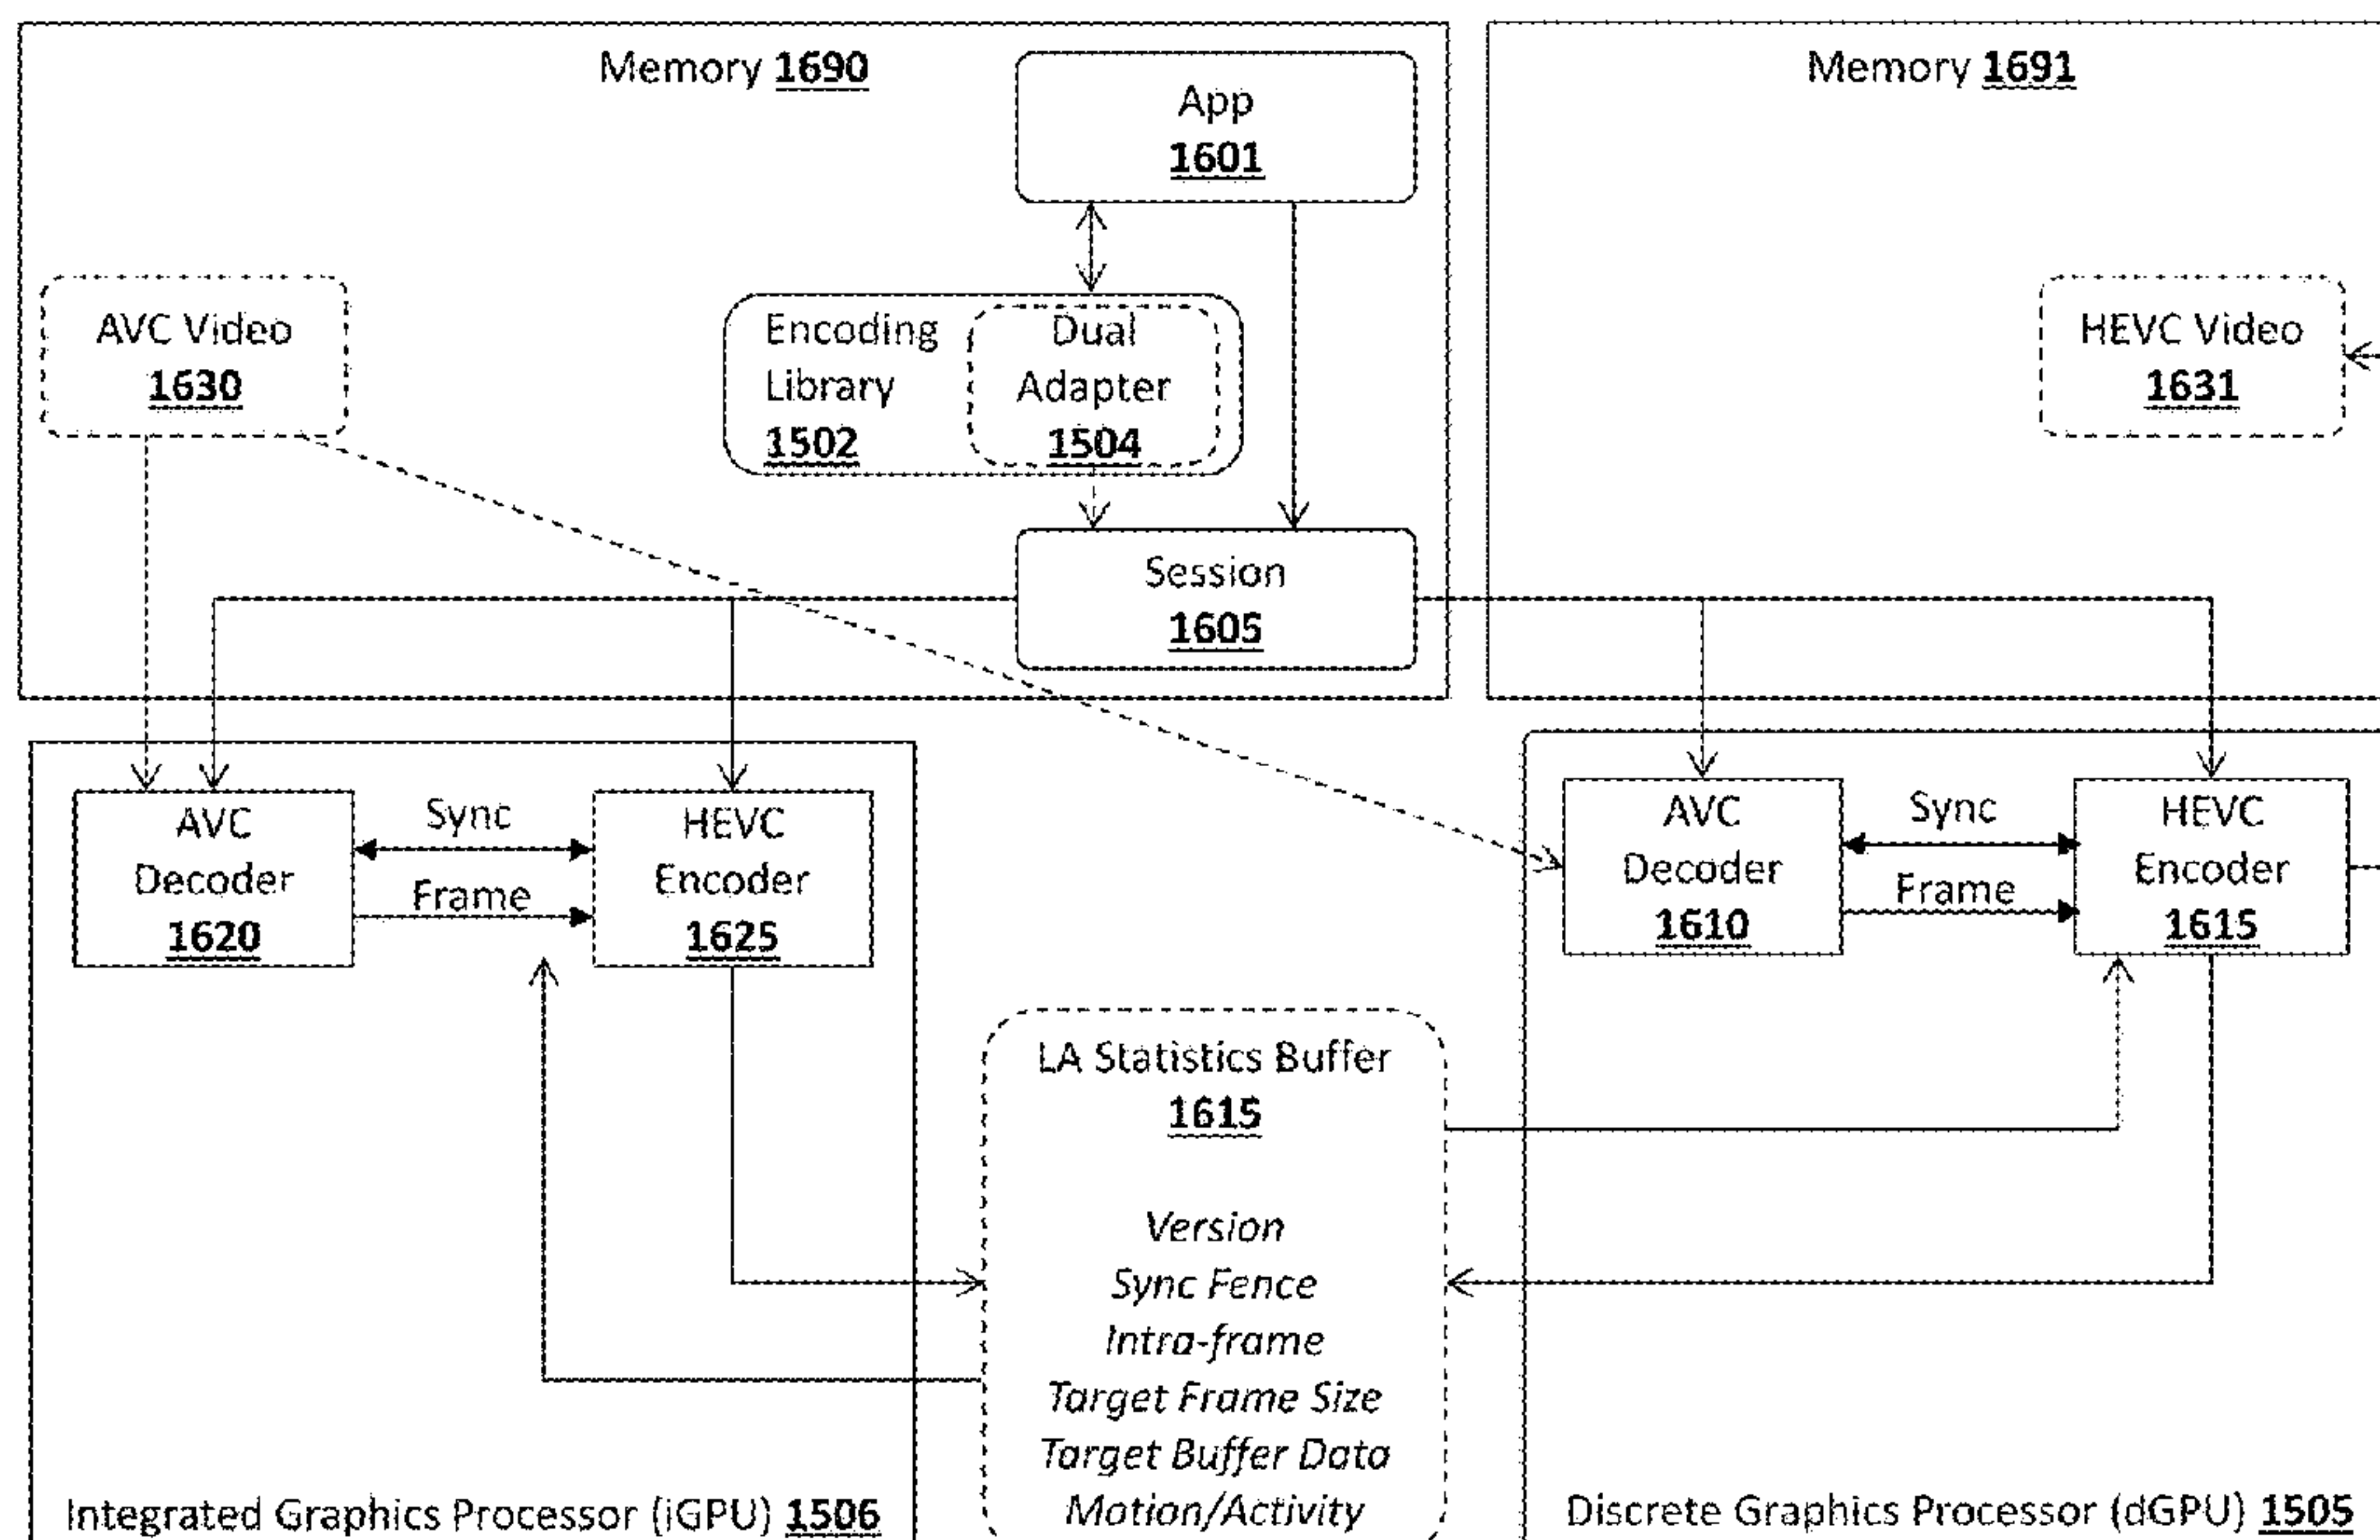 Memory 1690
App
1601
Memory 1691
AVC Video
1630
Encoding
Library
1502
Dual
Adapter
1504
HEVC Video
1631
Session
1605
AVC
Decoder
1620
Sync
Frame
HEVC
Encoder
1625
AVC
Decoder
1610
Sync
Frame
HEVC
Encoder
1615
LA Statistics Buffer
1615
Version
Sync Fence
Intra-frame
Target Frame Size
Target Buffer Data
Motion/Activity
Integrated Graphics Processor (iGPU) 1506
Discrete Graphics Processor (dGPU) 1505